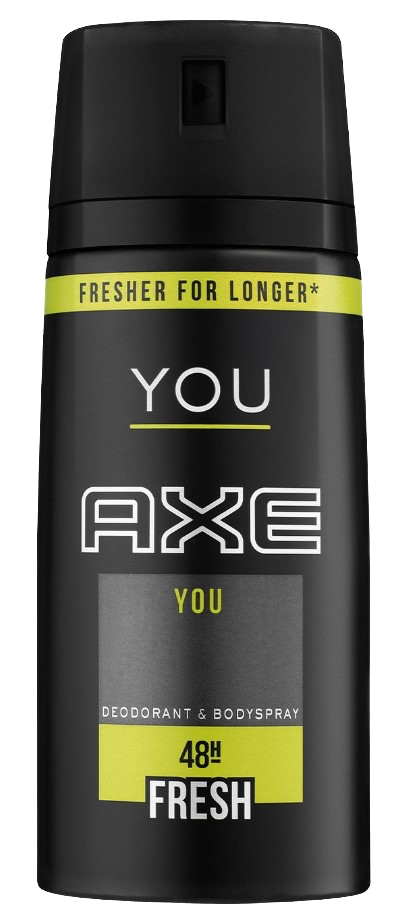 FRESHER FOR LONGER*
YOU
AXE
YOU
DEODORANT & BODYSPRAY
48H
FRESH